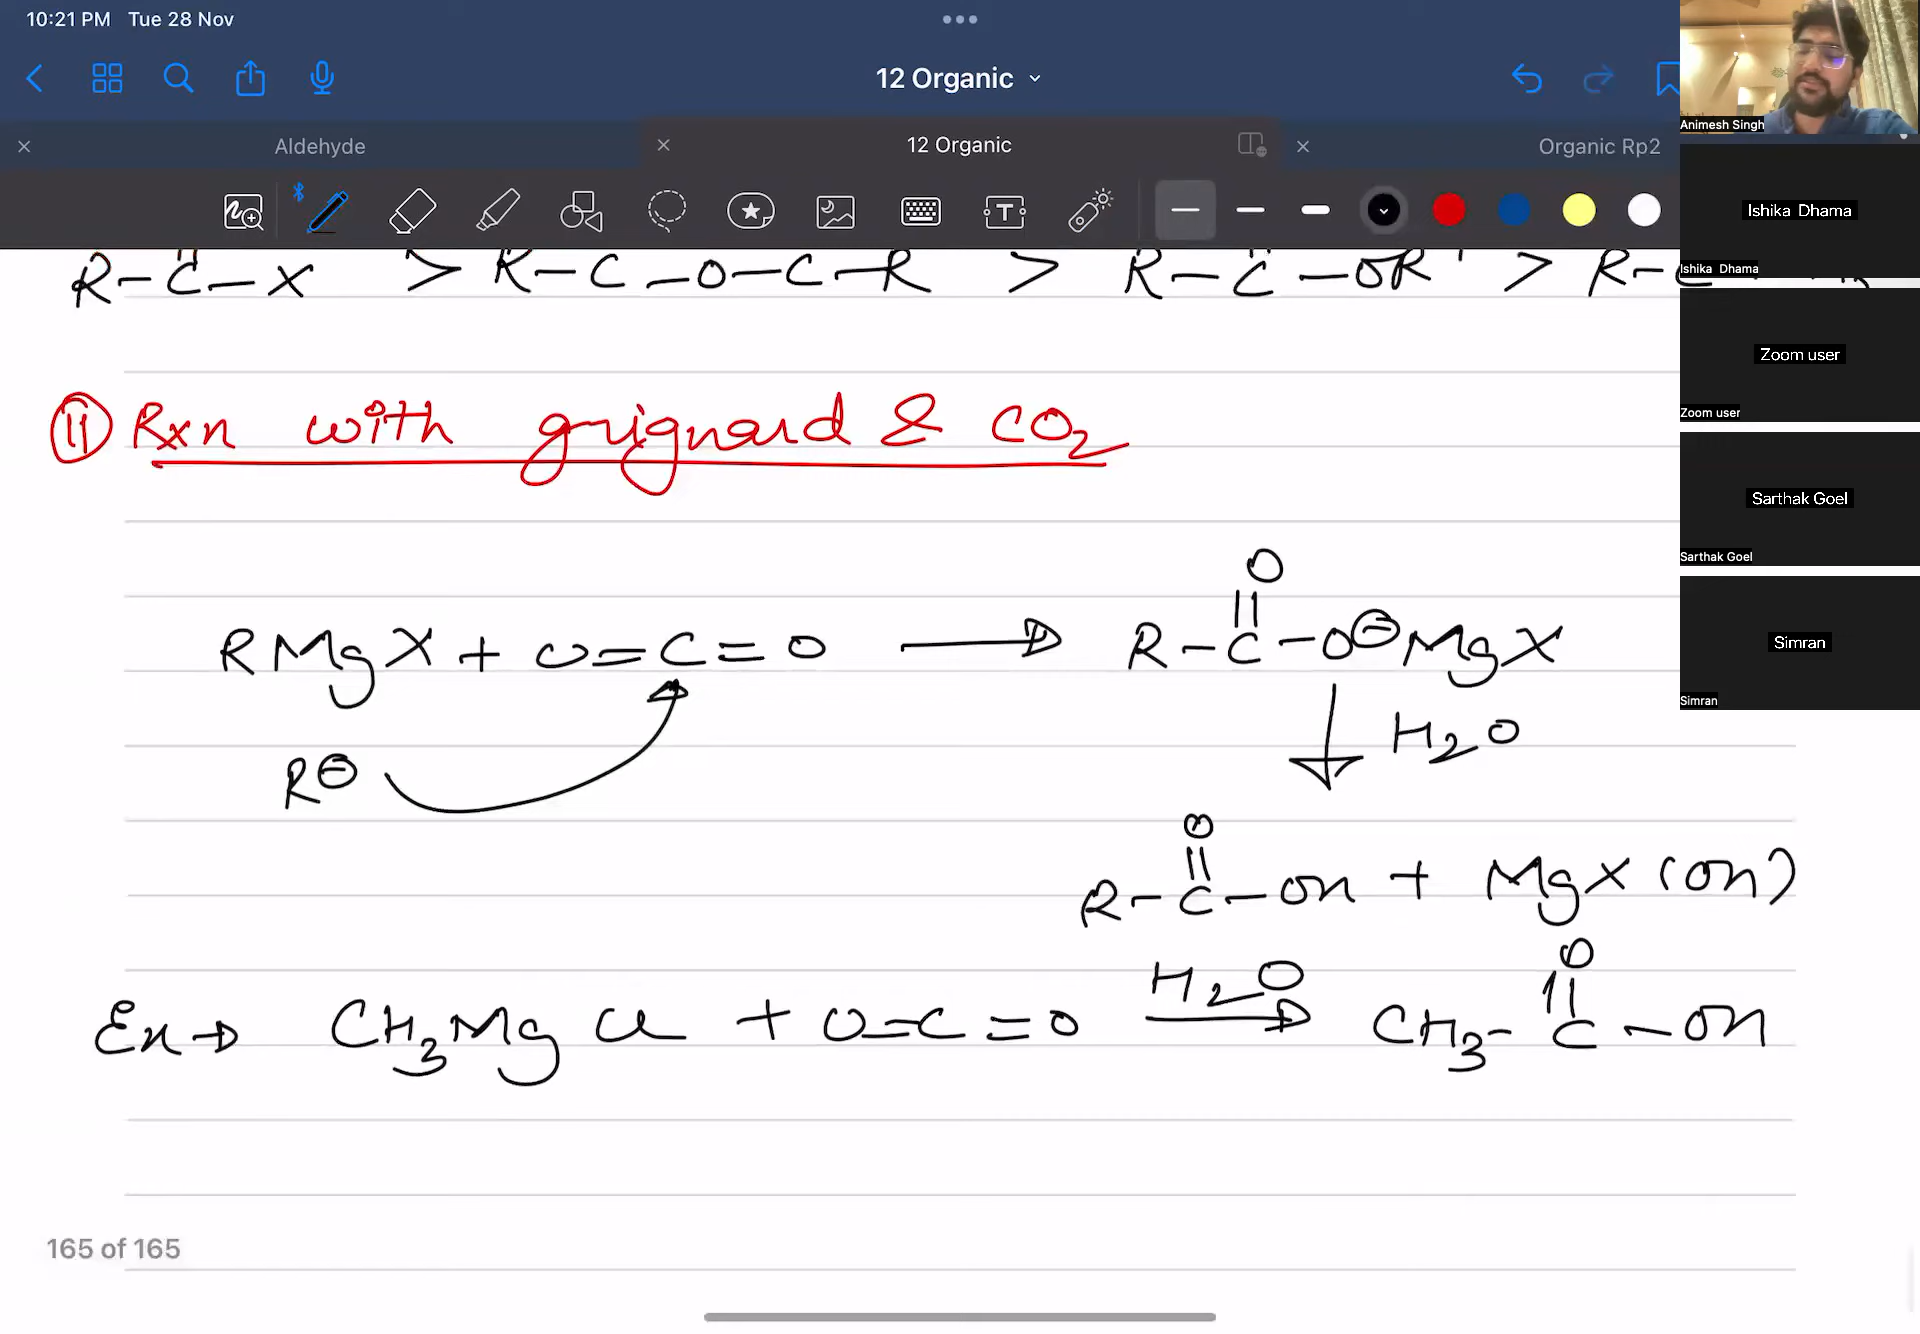 10:21 PM Tue 28 Nov
12 Organic
Aldehyde
12 Organic
Organic Rp2
R-C-X > R-C-O-C-R > R-C-OR' > R-C
(11) Rxn with grignard & CO2
O
RMgX + O=C=O → R-C-O⊖MgX
↓ H2O
R⊖
O
R-C-OH + MgX(OH)
H2O
O
Ex → CH3MgCl + O=C=O → CH3-C-OH
165 of 165
Animesh Singh
Ishika Dhama
Ishika Dhama
Zoom user
Zoom user
Sarthak Goel
Sarthak Goel
Simran
Simran